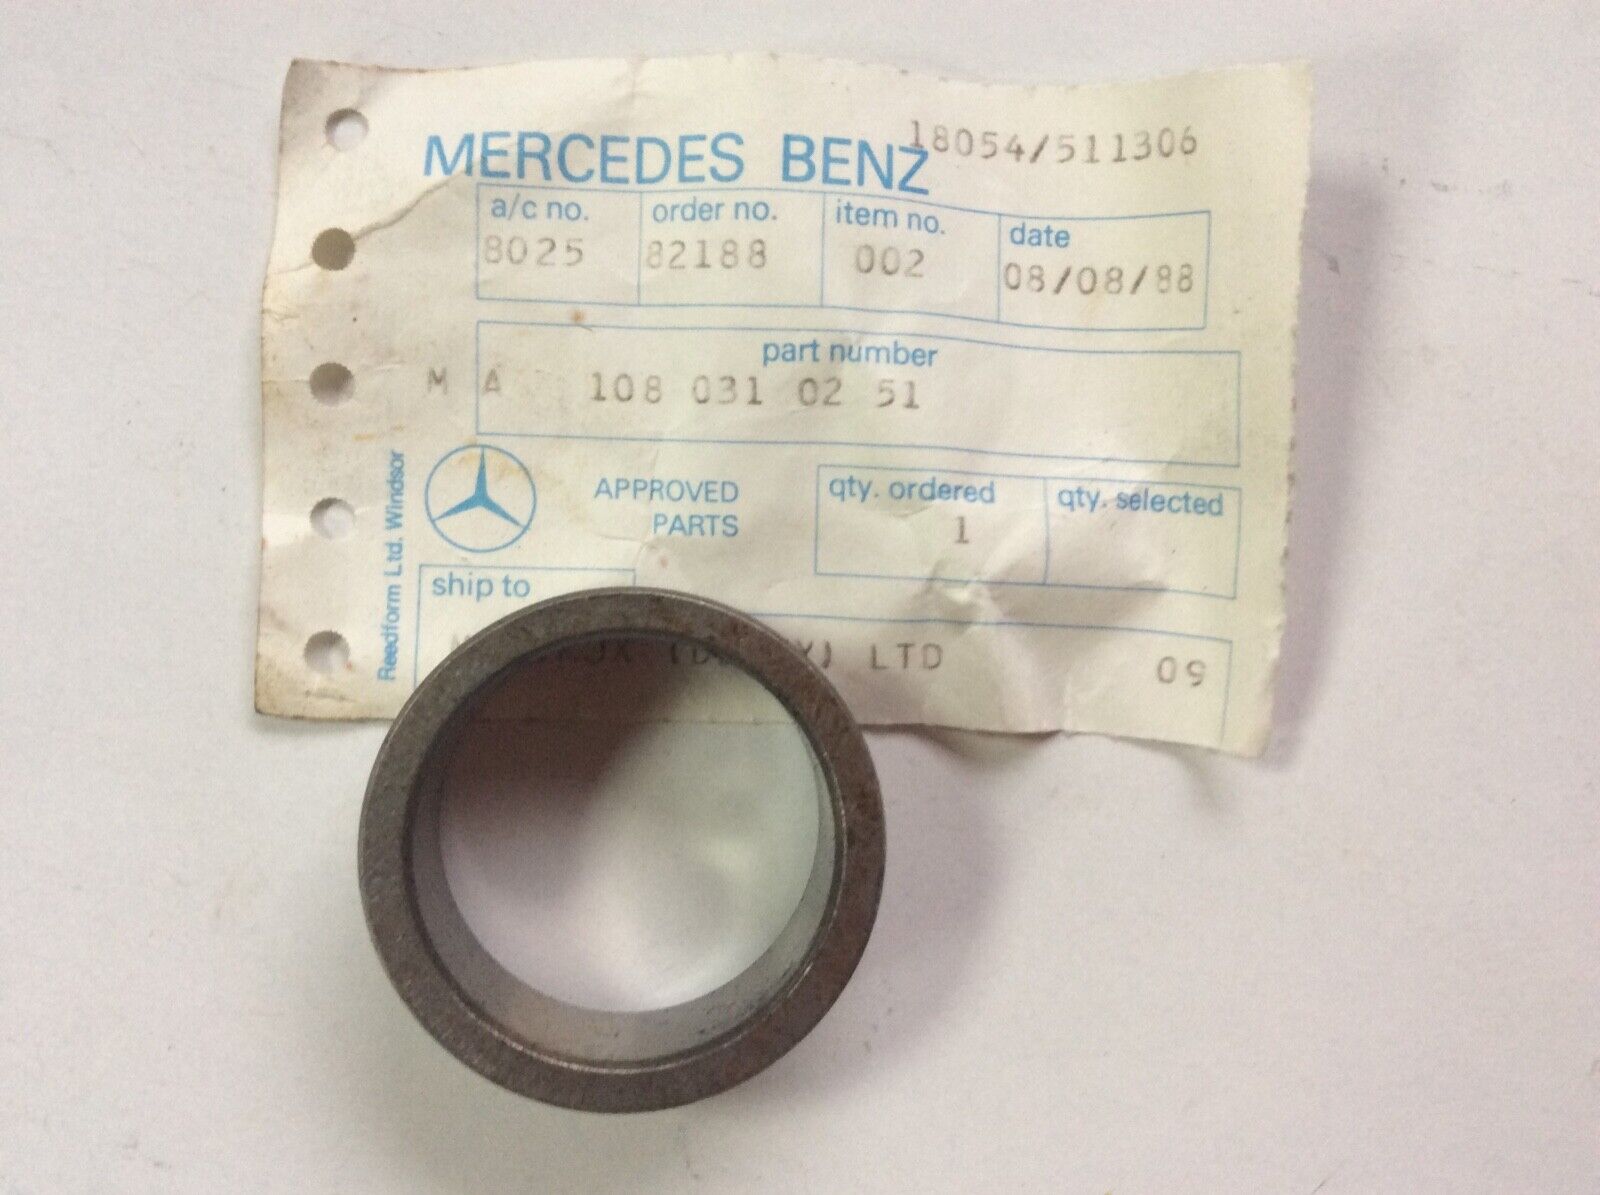 18054/511306
MERCEDES BENZ
a/c no. order no. item no. date
8025 82188 002 08/08/88
part number
M A 108 031 02 51
APPROVED
PARTS
qty. ordered qty. selected
1
ship to
LTD 09
Reedform Ltd. Windsor